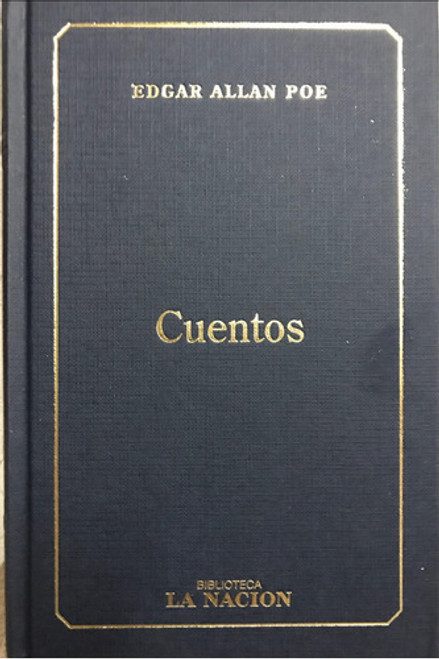 EDGAR ALLAN POE
Cuentos
BIBLIOTECA
LA NACION